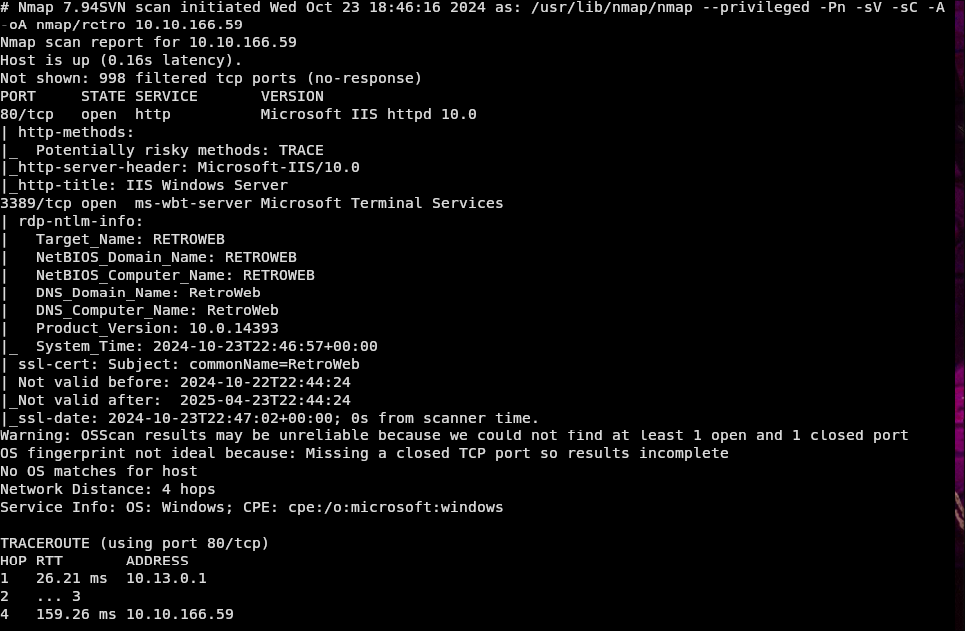 # Nmap 7.94SVN scan initiated Wed Oct 23 18:46:16 2024 as: /usr/lib/nmap/nmap --privileged -Pn -sV -sC -A
-oA nmap/retro 10.10.166.59
Nmap scan report for 10.10.166.59
Host is up (0.16s latency).
Not shown: 998 filtered tcp ports (no-response)
PORT     STATE SERVICE       VERSION
80/tcp   open  http          Microsoft IIS httpd 10.0
| http-methods:
|_  Potentially risky methods: TRACE
|_http-server-header: Microsoft-IIS/10.0
|_http-title: IIS Windows Server
3389/tcp open  ms-wbt-server Microsoft Terminal Services
| rdp-ntlm-info:
|   Target_Name: RETROWEB
|   NetBIOS_Domain_Name: RETROWEB
|   NetBIOS_Computer_Name: RETROWEB
|   DNS_Domain_Name: RetroWeb
|   DNS_Computer_Name: RetroWeb
|   Product_Version: 10.0.14393
|_  System_Time: 2024-10-23T22:46:57+00:00
| ssl-cert: Subject: commonName=RetroWeb
| Not valid before: 2024-10-22T22:44:24
|_Not valid after:  2025-04-23T22:44:24
|_ssl-date: 2024-10-23T22:47:02+00:00; 0s from scanner time.
Warning: OSScan results may be unreliable because we could not find at least 1 open and 1 closed port
OS fingerprint not ideal because: Missing a closed TCP port so results incomplete
No OS matches for host
Network Distance: 4 hops
Service Info: OS: Windows; CPE: cpe:/o:microsoft:windows

TRACEROUTE (using port 80/tcp)
HOP RTT       ADDRESS
1   26.21 ms  10.13.0.1
2   ... 3
4   159.26 ms 10.10.166.59